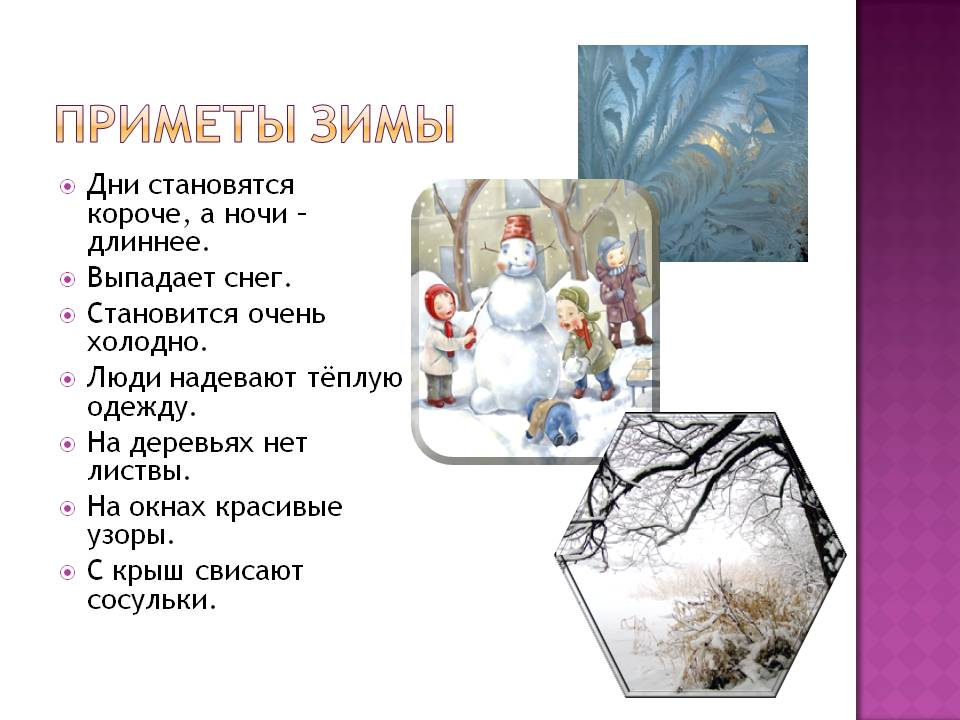 ПРИМЕТЫ ЗИМЫ
Дни становятся
короче, а ночи –
длиннее.
Выпадает снег.
Становится очень
холодно.
Люди надевают тёплую
одежду.
На деревьях нет
листвы.
На окнах красивые
узоры.
С крыш свисают
сосульки.